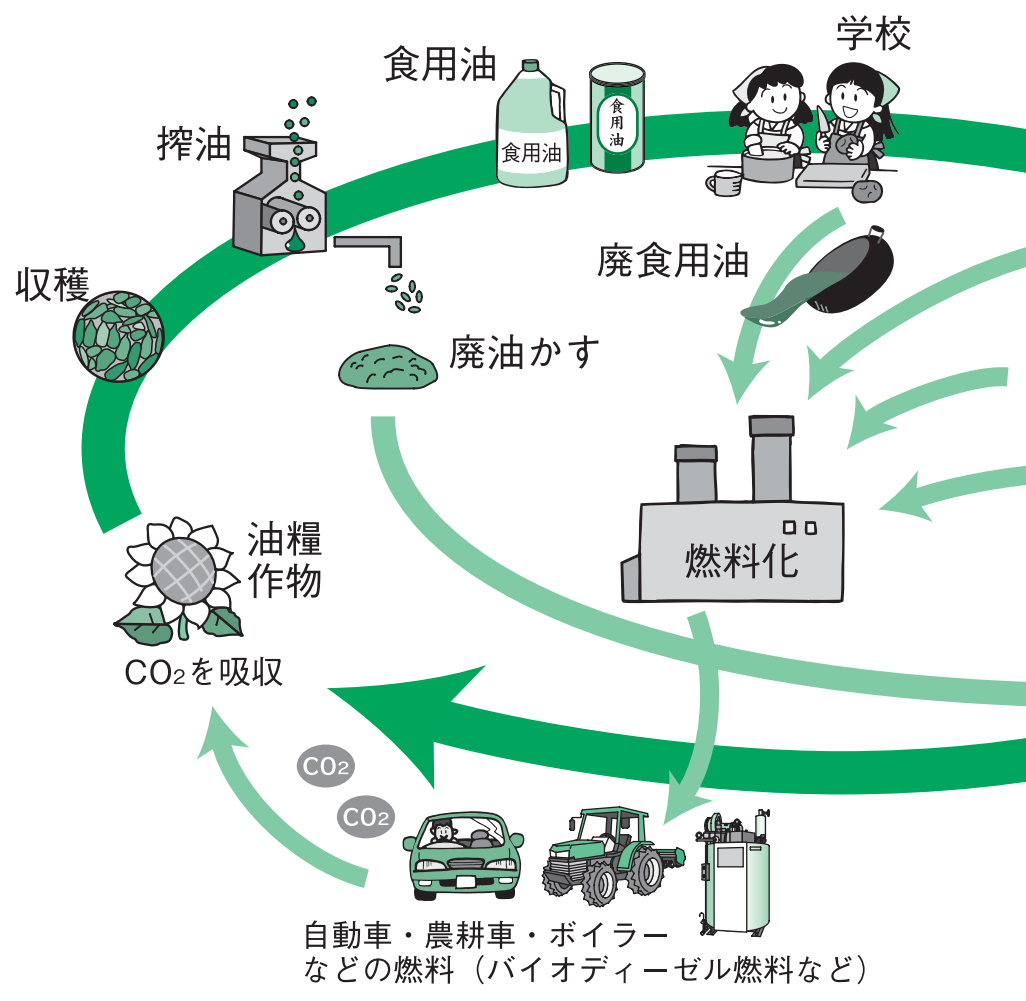 学校
食用油
食用油
食用油
搾油
廃食用油
収穫
廃油かす
燃料化
油糧
作物
CO₂を吸収
CO₂
CO₂
自動車・農耕車・ボイラー
などの燃料（バイオディーゼル燃料など）